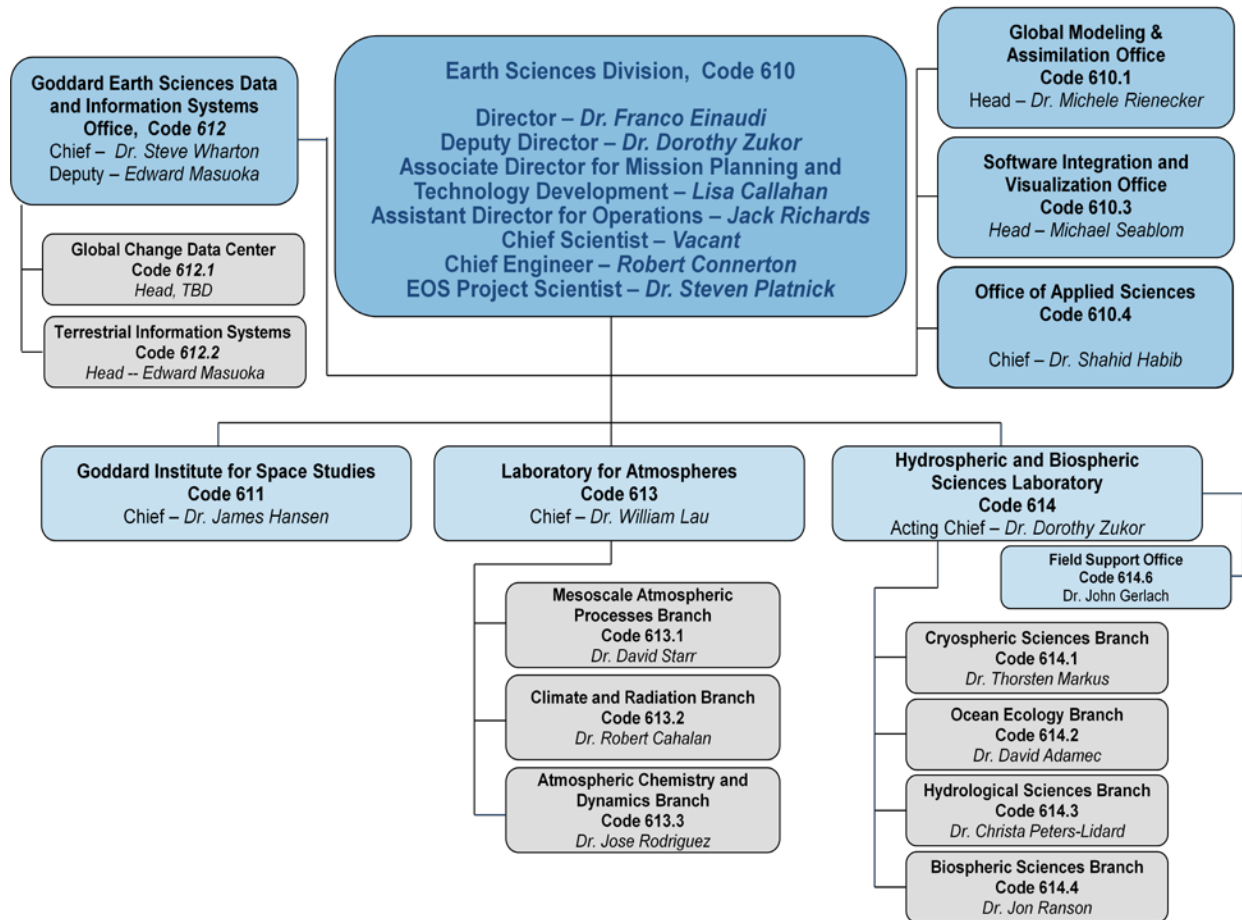 Goddard Earth Sciences Data
and Information Systems
Office, Code 612
Chief – Dr. Steve Wharton
Deputy – Edward Masuoka
Global Change Data Center
Code 612.1
Head, TBD
Terrestrial Information Systems
Code 612.2
Head -- Edward Masuoka
Earth Sciences Division, Code 610
Director – Dr. Franco Einaudi
Deputy Director – Dr. Dorothy Zukor
Associate Director for Mission Planning and
Technology Development – Lisa Callahan
Assistant Director for Operations – Jack Richards
Chief Scientist – Vacant
Chief Engineer – Robert Connerton
EOS Project Scientist – Dr. Steven Platnick
Global Modeling &
Assimilation Office
Code 610.1
Head – Dr. Michele Rienecker
Software Integration and
Visualization Office
Code 610.3
Head – Michael Seablom
Office of Applied Sciences
Code 610.4
Chief – Dr. Shahid Habib
Goddard Institute for Space Studies
Code 611
Chief – Dr. James Hansen
Laboratory for Atmospheres
Code 613
Chief – Dr. William Lau
Mesoscale Atmospheric
Processes Branch
Code 613.1
Dr. David Starr
Climate and Radiation Branch
Code 613.2
Dr. Robert Cahalan
Atmospheric Chemistry and
Dynamics Branch
Code 613.3
Dr. Jose Rodriguez
Hydrospheric and Biospheric
Sciences Laboratory
Code 614
Acting Chief – Dr. Dorothy Zukor
Field Support Office
Code 614.6
Dr. John Gerlach
Cryospheric Sciences Branch
Code 614.1
Dr. Thorsten Markus
Ocean Ecology Branch
Code 614.2
Dr. David Adamec
Hydrological Sciences Branch
Code 614.3
Dr. Christa Peters-Lidard
Biospheric Sciences Branch
Code 614.4
Dr. Jon Ranson